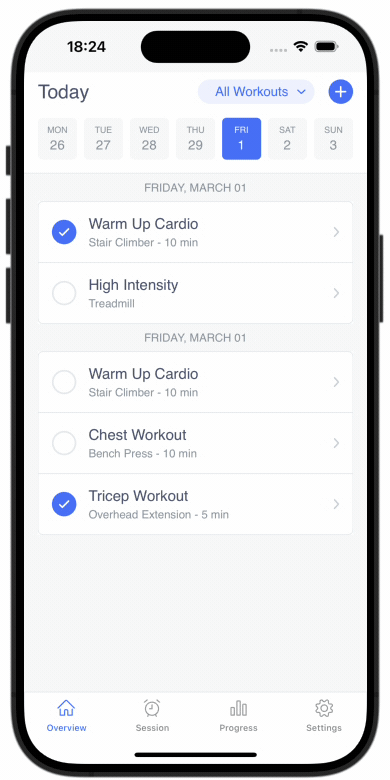 18:24
Today
All Workouts
MON TUE WED THU FRI SAT SUN
26 27 28 29 1 2 3
FRIDAY, MARCH 01
Warm Up Cardio
Stair Climber - 10 min
High Intensity
Treadmill
FRIDAY, MARCH 01
Warm Up Cardio
Stair Climber - 10 min
Chest Workout
Bench Press - 10 min
Tricep Workout
Overhead Extension - 5 min
Overview Session Progress Settings